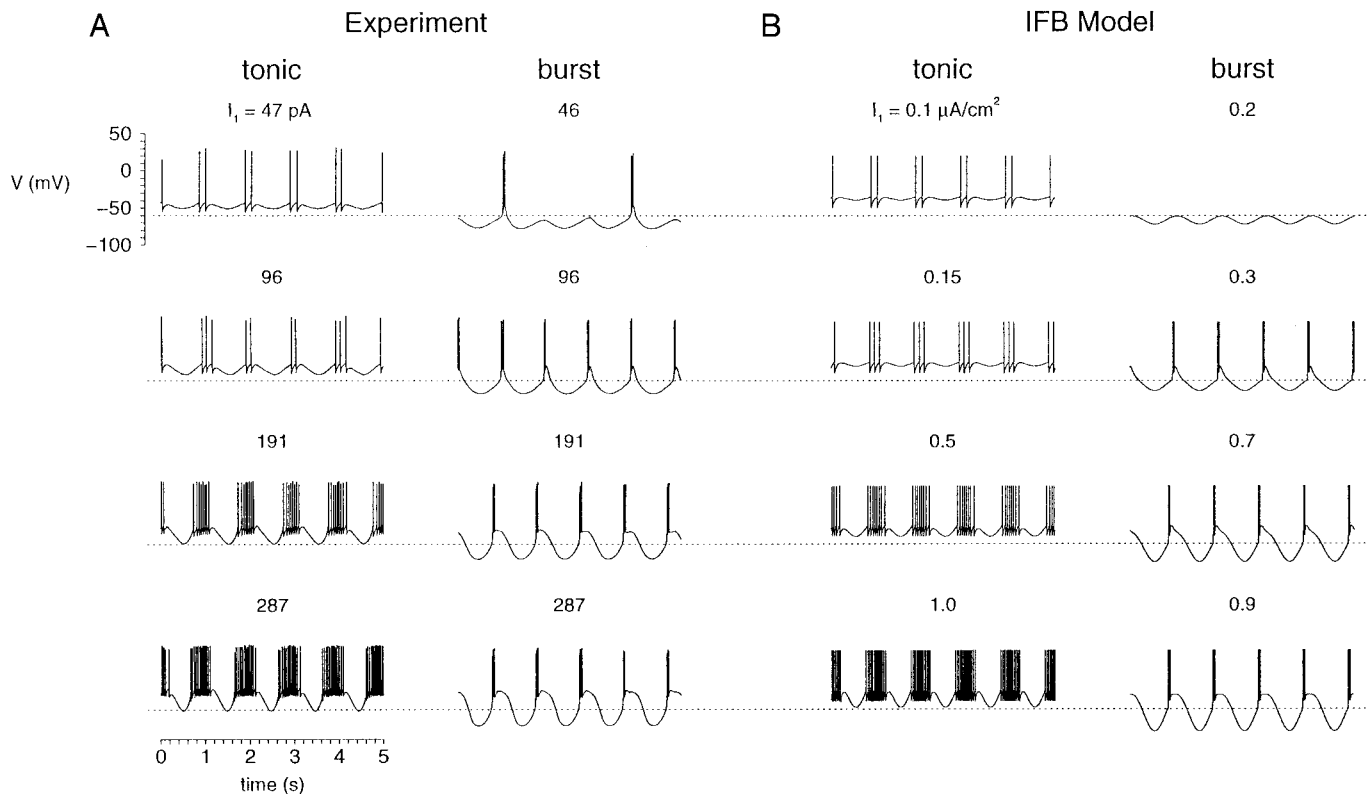 A Experiment B IFB Model
tonic burst tonic burst
I1 = 47 pA 46 I1 = 0.1 µA/cm² 0.2
50
0
V (mV)
−50
−100
96 96 0.15 0.3
191 191 0.5 0.7
287 287 1.0 0.9
0 1 2 3 4 5
time (s)